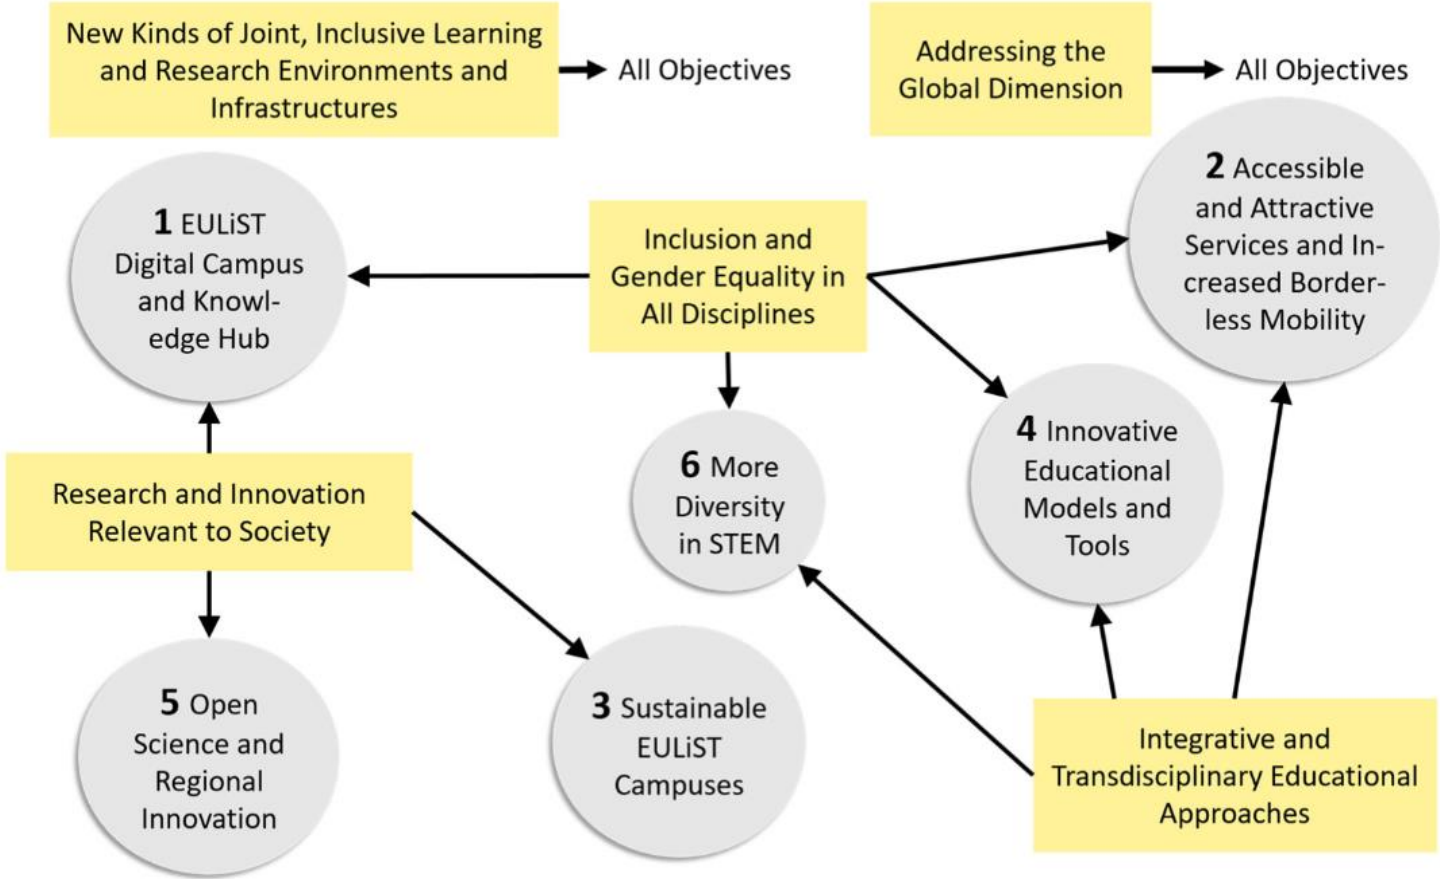 New Kinds of Joint, Inclusive Learning
and Research Environments and
Infrastructures
All Objectives
Addressing the
Global Dimension
All Objectives
1 EULiST
Digital Campus
and Knowl-
edge Hub
Inclusion and
Gender Equality in
All Disciplines
2 Accessible
and Attractive
Services and In-
creased Border-
less Mobility
Research and Innovation
Relevant to Society
6 More
Diversity
in STEM
4 Innovative
Educational
Models and
Tools
5 Open
Science and
Regional
Innovation
3 Sustainable
EULiST
Campuses
Integrative and
Transdisciplinary Educational
Approaches